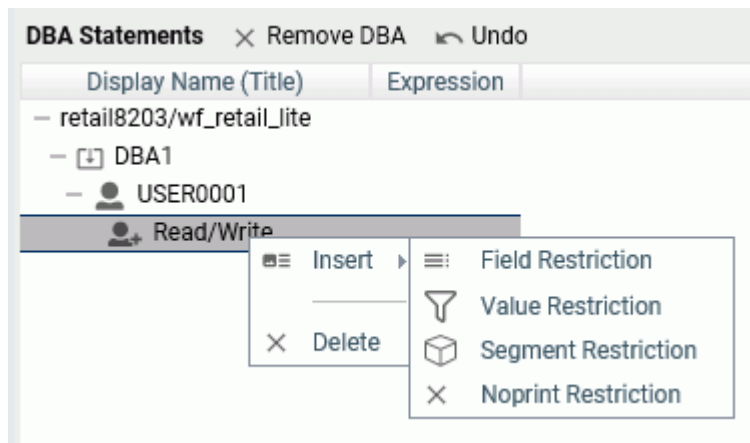 DBA Statements Remove DBA Undo
Display Name (Title) Expression
retail8203/wf_retail_lite
DBA1
USER0001
Read/Write
Insert Field Restriction
Value Restriction
Delete Segment Restriction
Noprint Restriction